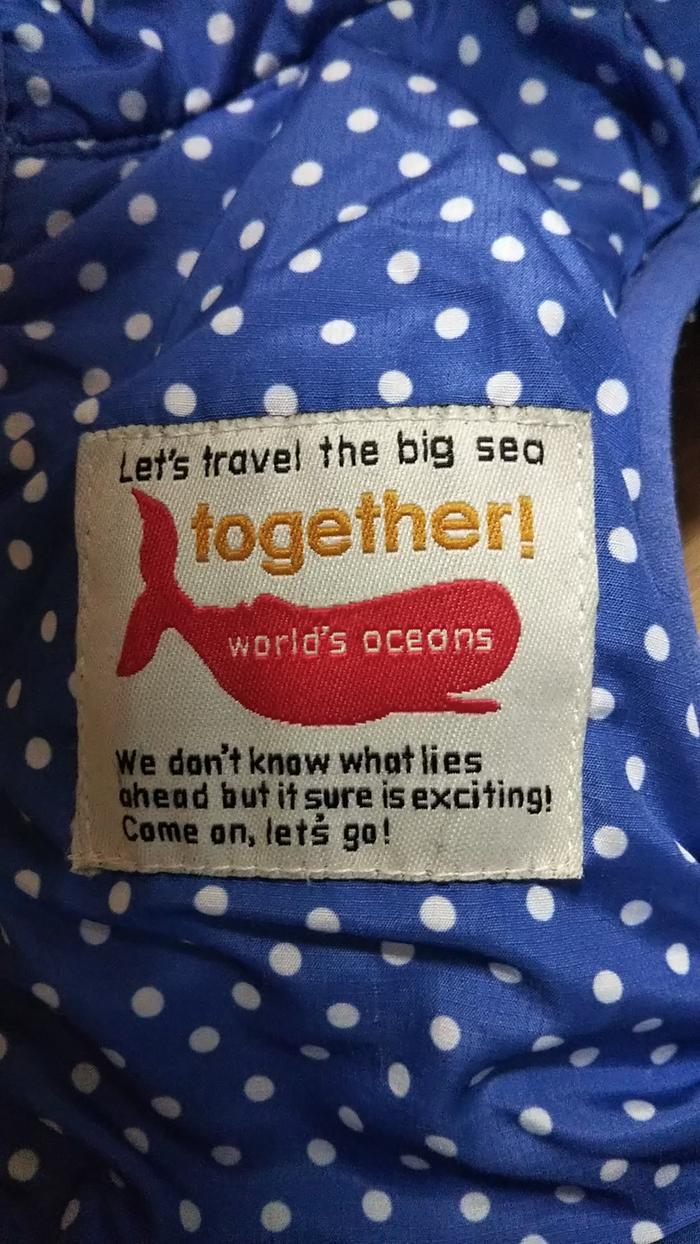 Let's travel the big sea
together!
world's oceans
We don't know what lies
ahead but it sure is exciting!
Come on, let's go!